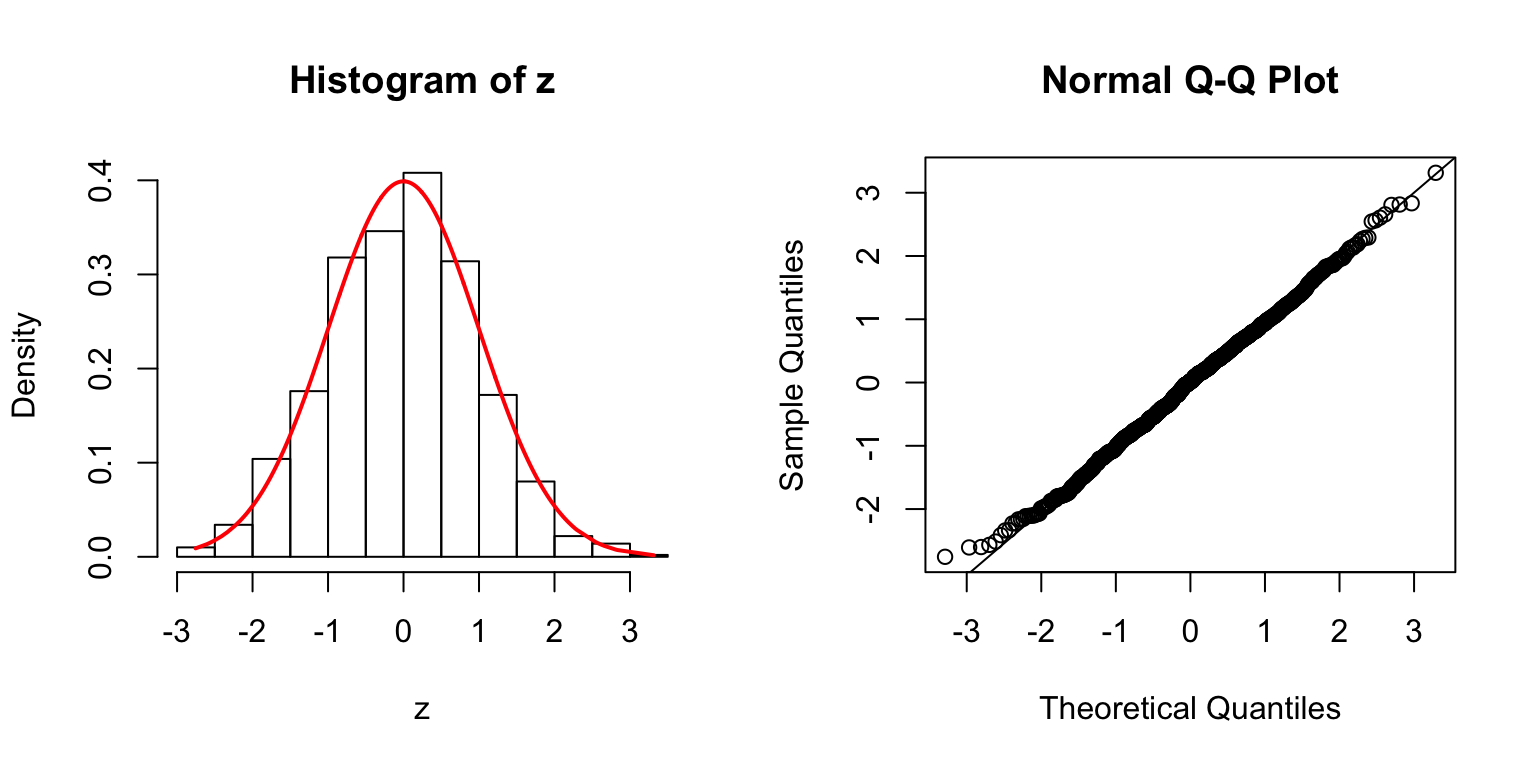 Histogram of z
Density
0.0 0.1 0.2 0.3 0.4
-3 -2 -1 0 1 2 3
z
Normal Q-Q Plot
Sample Quantiles
-2 -1 0 1 2 3
-3 -2 -1 0 1 2 3
Theoretical Quantiles